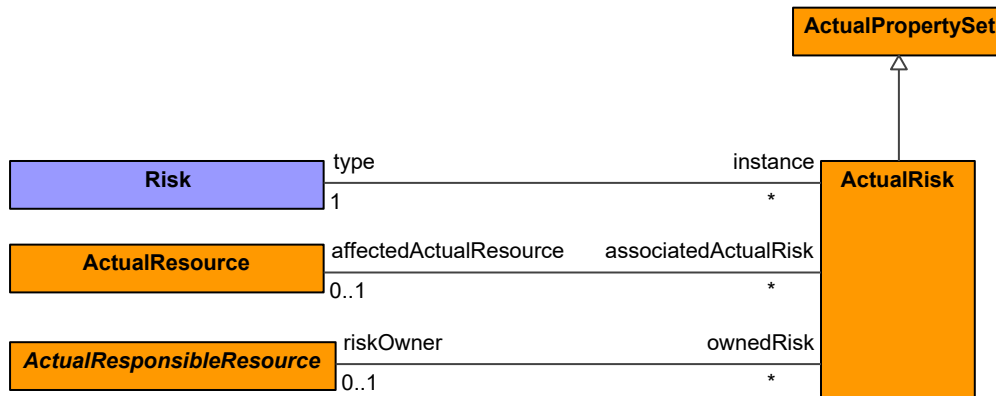 ActualPropertySet
type
instance
Risk
ActualRisk
1
*
affectedActualResource
associatedActualRisk
ActualResource
0..1
*
riskOwner
ownedRisk
ActualResponsibleResource
0..1
*